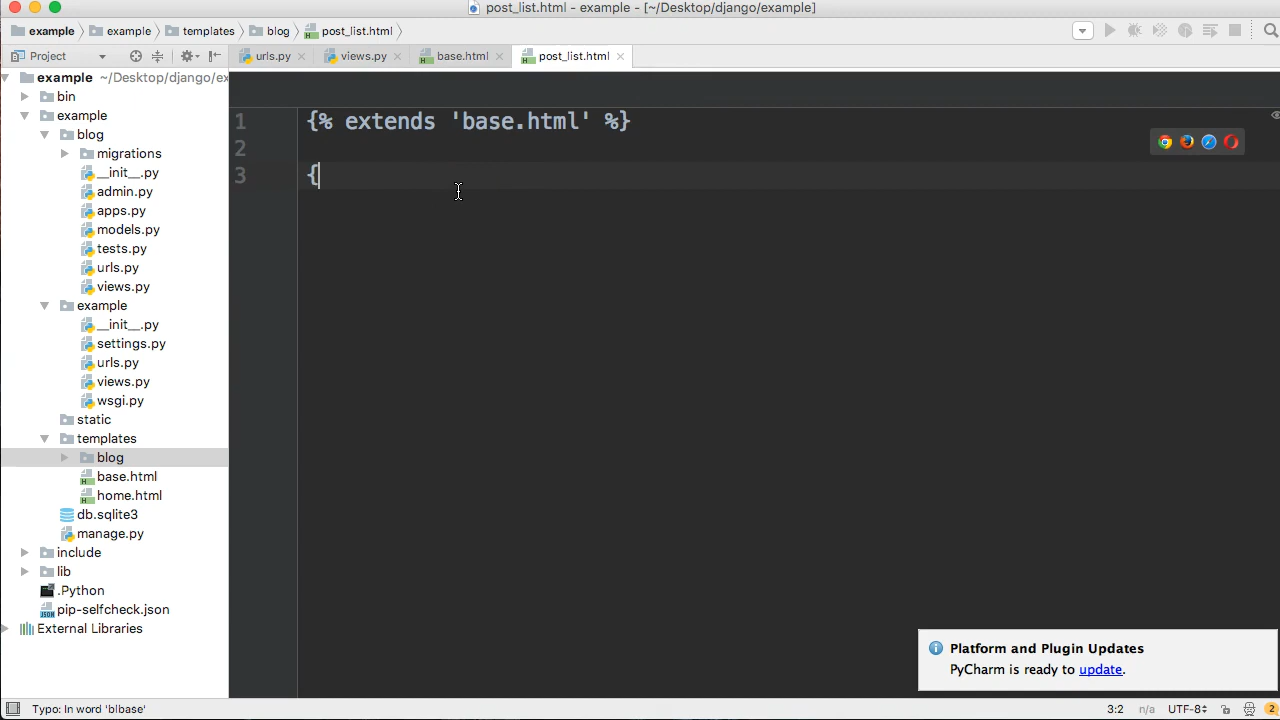 post_list.html - example - [~/Desktop/django/example]
example example templates blog post_list.html
Project urls.py views.py base.html post_list.html
example ~/Desktop/django/ex
bin
example
blog
migrations
__init__.py
admin.py
apps.py
models.py
tests.py
urls.py
views.py
example
__init__.py
settings.py
urls.py
views.py
wsgi.py
static
templates
blog
base.html
home.html
db.sqlite3
manage.py
include
lib
.Python
pip-selfcheck.json
External Libraries
1 {% extends 'base.html' %}
2
3 {
Platform and Plugin Updates
PyCharm is ready to update.
Typo: In word 'blbase' 3:2 n/a UTF-8 2